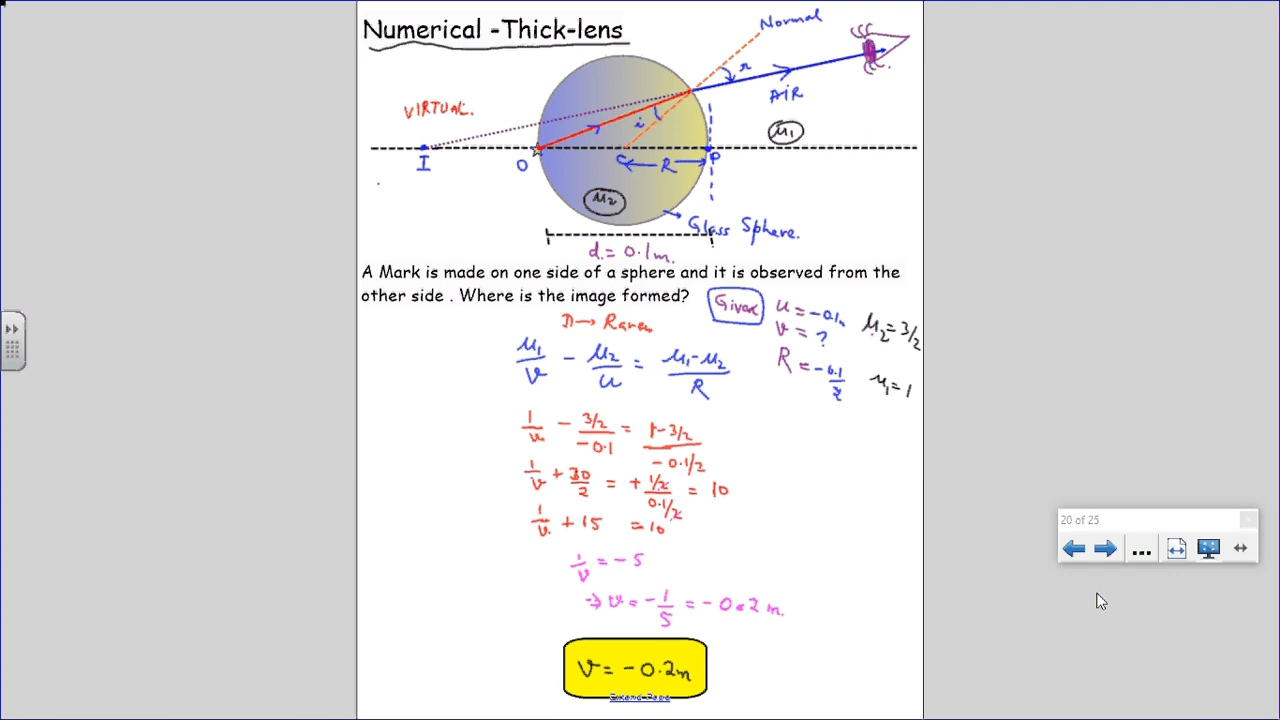 Numerical -Thick-lens
Normal
r
VIRTUAL.
AIR
i
μ1
I
O
C
R
P
μ2
Glass Sphere.
d = 0.1m.
A Mark is made on one side of a sphere and it is observed from the
other side . Where is the image formed?
Given
u = -0.1m
v = ?
μ2 = 3/2
R = -0.1/2
μ1 = 1
D → Rarer
μ1/v - μ2/u = μ1-μ2/R
1/v - 3/2/-0.1 = 1-3/2/-0.1/2
1/v + 30/2 = + 1/2/0.1/2 = 10
1/v + 15 = 10
1/v = -5
⇒ v = -1/5 = -0.2 m.
v = -0.2m
Extend Page
20 of 25
...